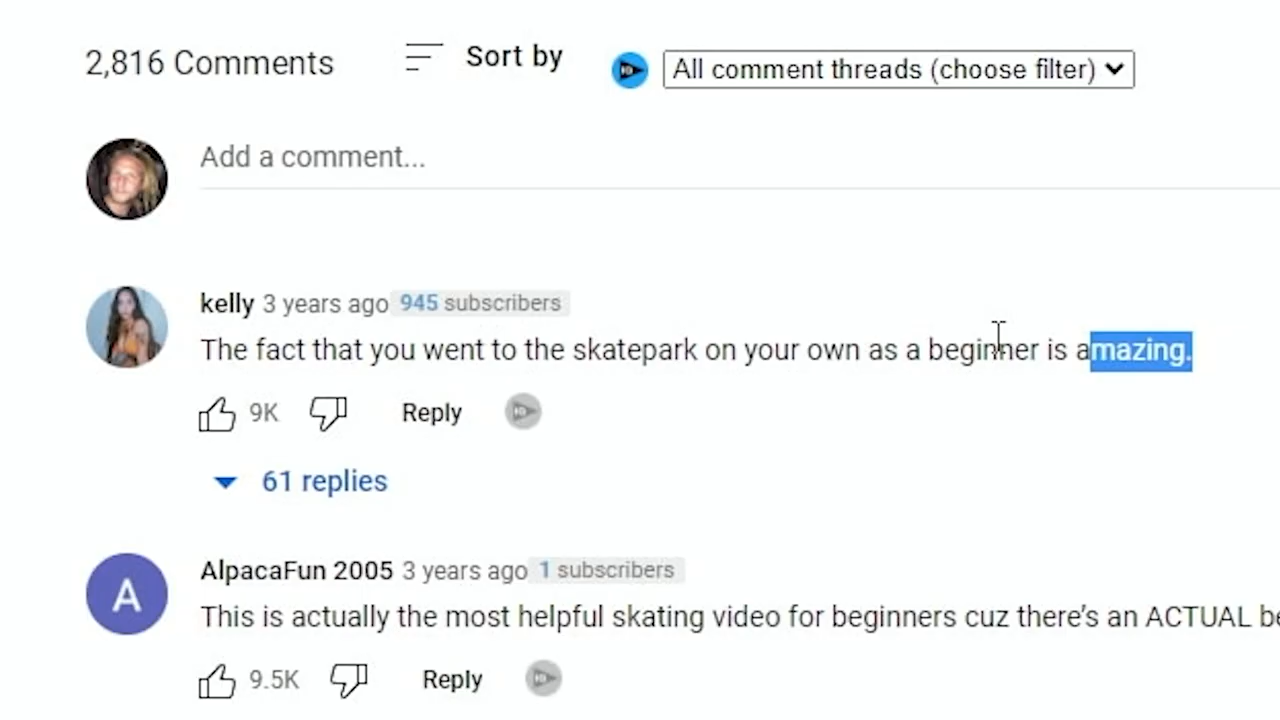 2,816 Comments
Sort by
All comment threads (choose filter)
Add a comment...
kelly 3 years ago 945 subscribers
The fact that you went to the skatepark on your own as a beginner is amazing.
9K Reply
61 replies
A
AlpacaFun 2005 3 years ago 1 subscribers
This is actually the most helpful skating video for beginners cuz there’s an ACTUAL be
9.5K Reply